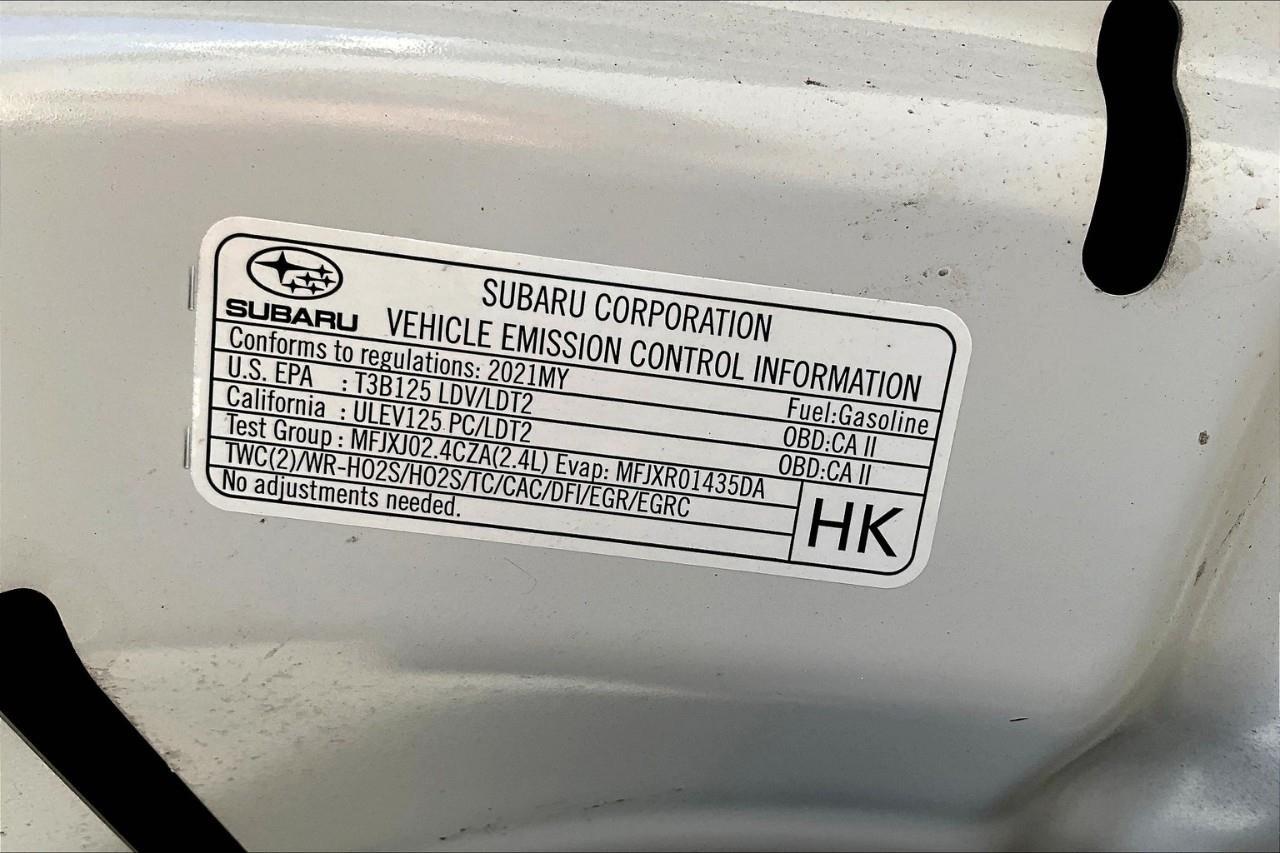 SUBARU
SUBARU CORPORATION
VEHICLE EMISSION CONTROL INFORMATION
Conforms to regulations: 2021MY Fuel:Gasoline
U.S. EPA : T3B125 LDV/LDT2 OBD:CA II
California : ULEV125 PC/LDT2 OBD:CA II
Test Group : MFJXJ02.4CZA(2.4L) Evap: MFJXR01435DA
TWC(2)/WR-HO2S/HO2S/TC/CAC/DFI/EGR/EGRC
No adjustments needed.
HK